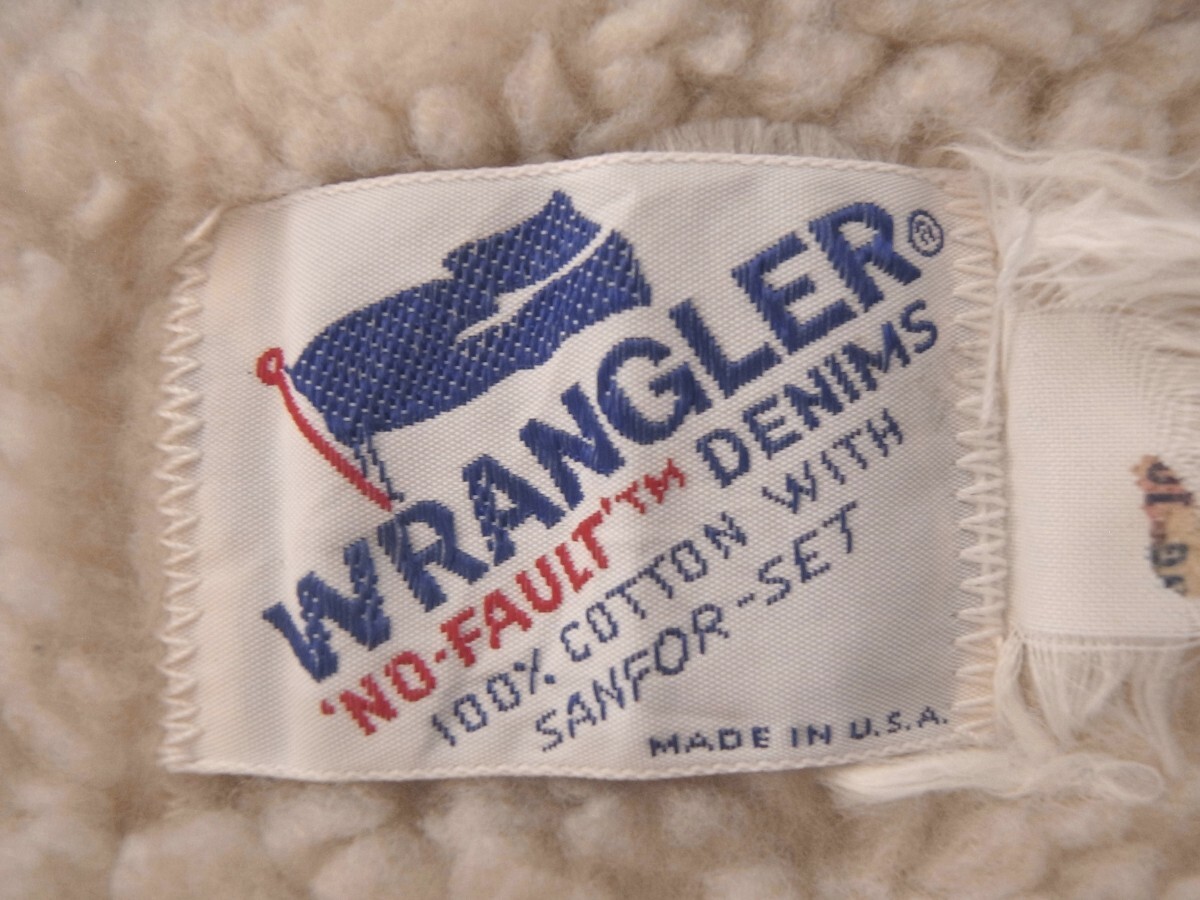 WRANGLER®
'NO-FAULT'™ DENIMS
100% COTTON WITH
SANFOR-SET
MADE IN U.S.A.